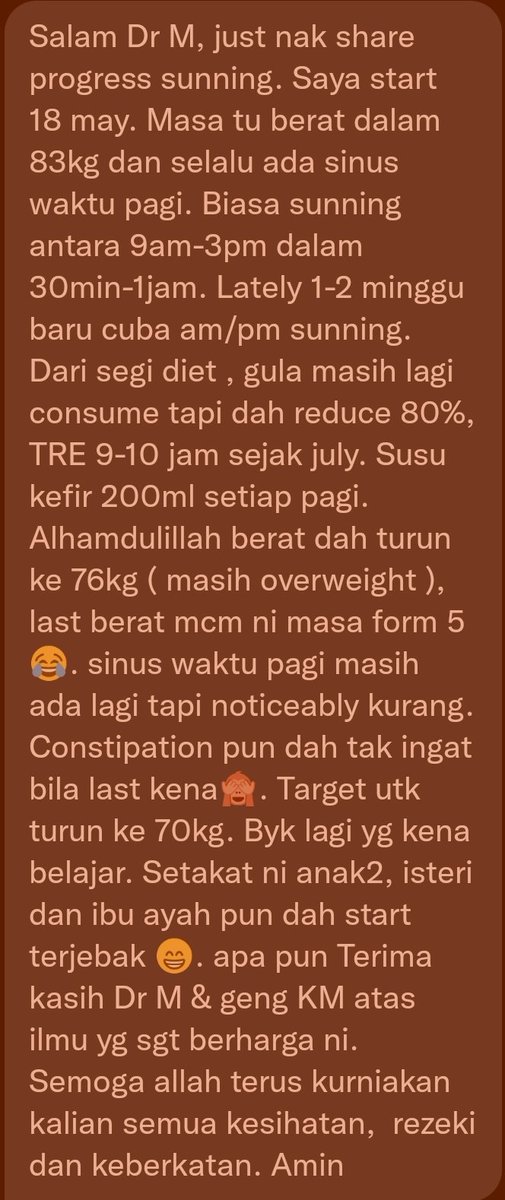 Salam Dr M, just nak share
progress sunning. Saya start
18 may. Masa tu berat dalam
83kg dan selalu ada sinus
waktu pagi. Biasa sunning
antara 9am-3pm dalam
30min-1jam. Lately 1-2 minggu
baru cuba am/pm sunning.
Dari segi diet , gula masih lagi
consume tapi dah reduce 80%,
TRE 9-10 jam sejak july. Susu
kefir 200ml setiap pagi.
Alhamdulillah berat dah turun
ke 76kg ( masih overweight ),
last berat mcm ni masa form 5
😂. sinus waktu pagi masih
ada lagi tapi noticeably kurang.
Constipation pun dah tak ingat
bila last kena🙈. Target utk
turun ke 70kg. Byk lagi yg kena
belajar. Setakat ni anak2, isteri
dan ibu ayah pun dah start
terjebak 😄. apa pun Terima
kasih Dr M & geng KM atas
ilmu yg sgt berharga ni.
Semoga allah terus kurniakan
kalian semua kesihatan,  rezeki
dan keberkatan. Amin